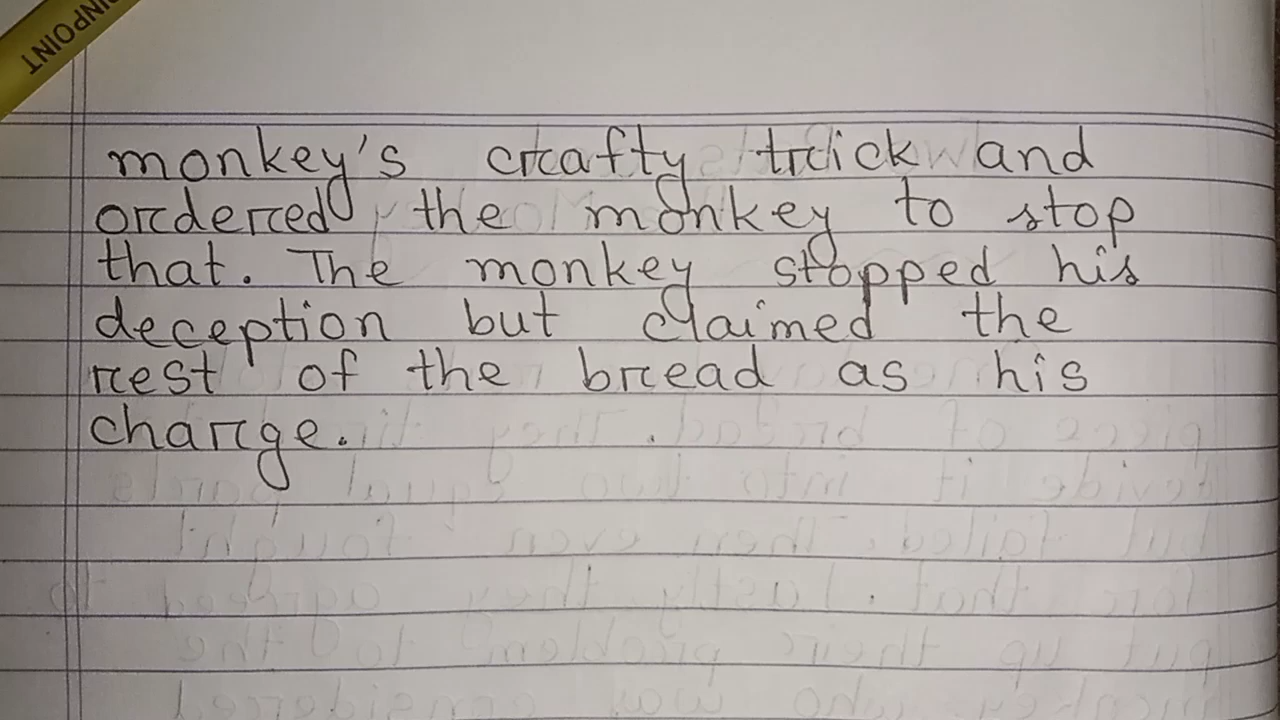 INPOINT
monkey's crafty trick and
ordered the monkey to stop
that. The monkey stopped his
deception but claimed the
rest of the bread as his
charge.